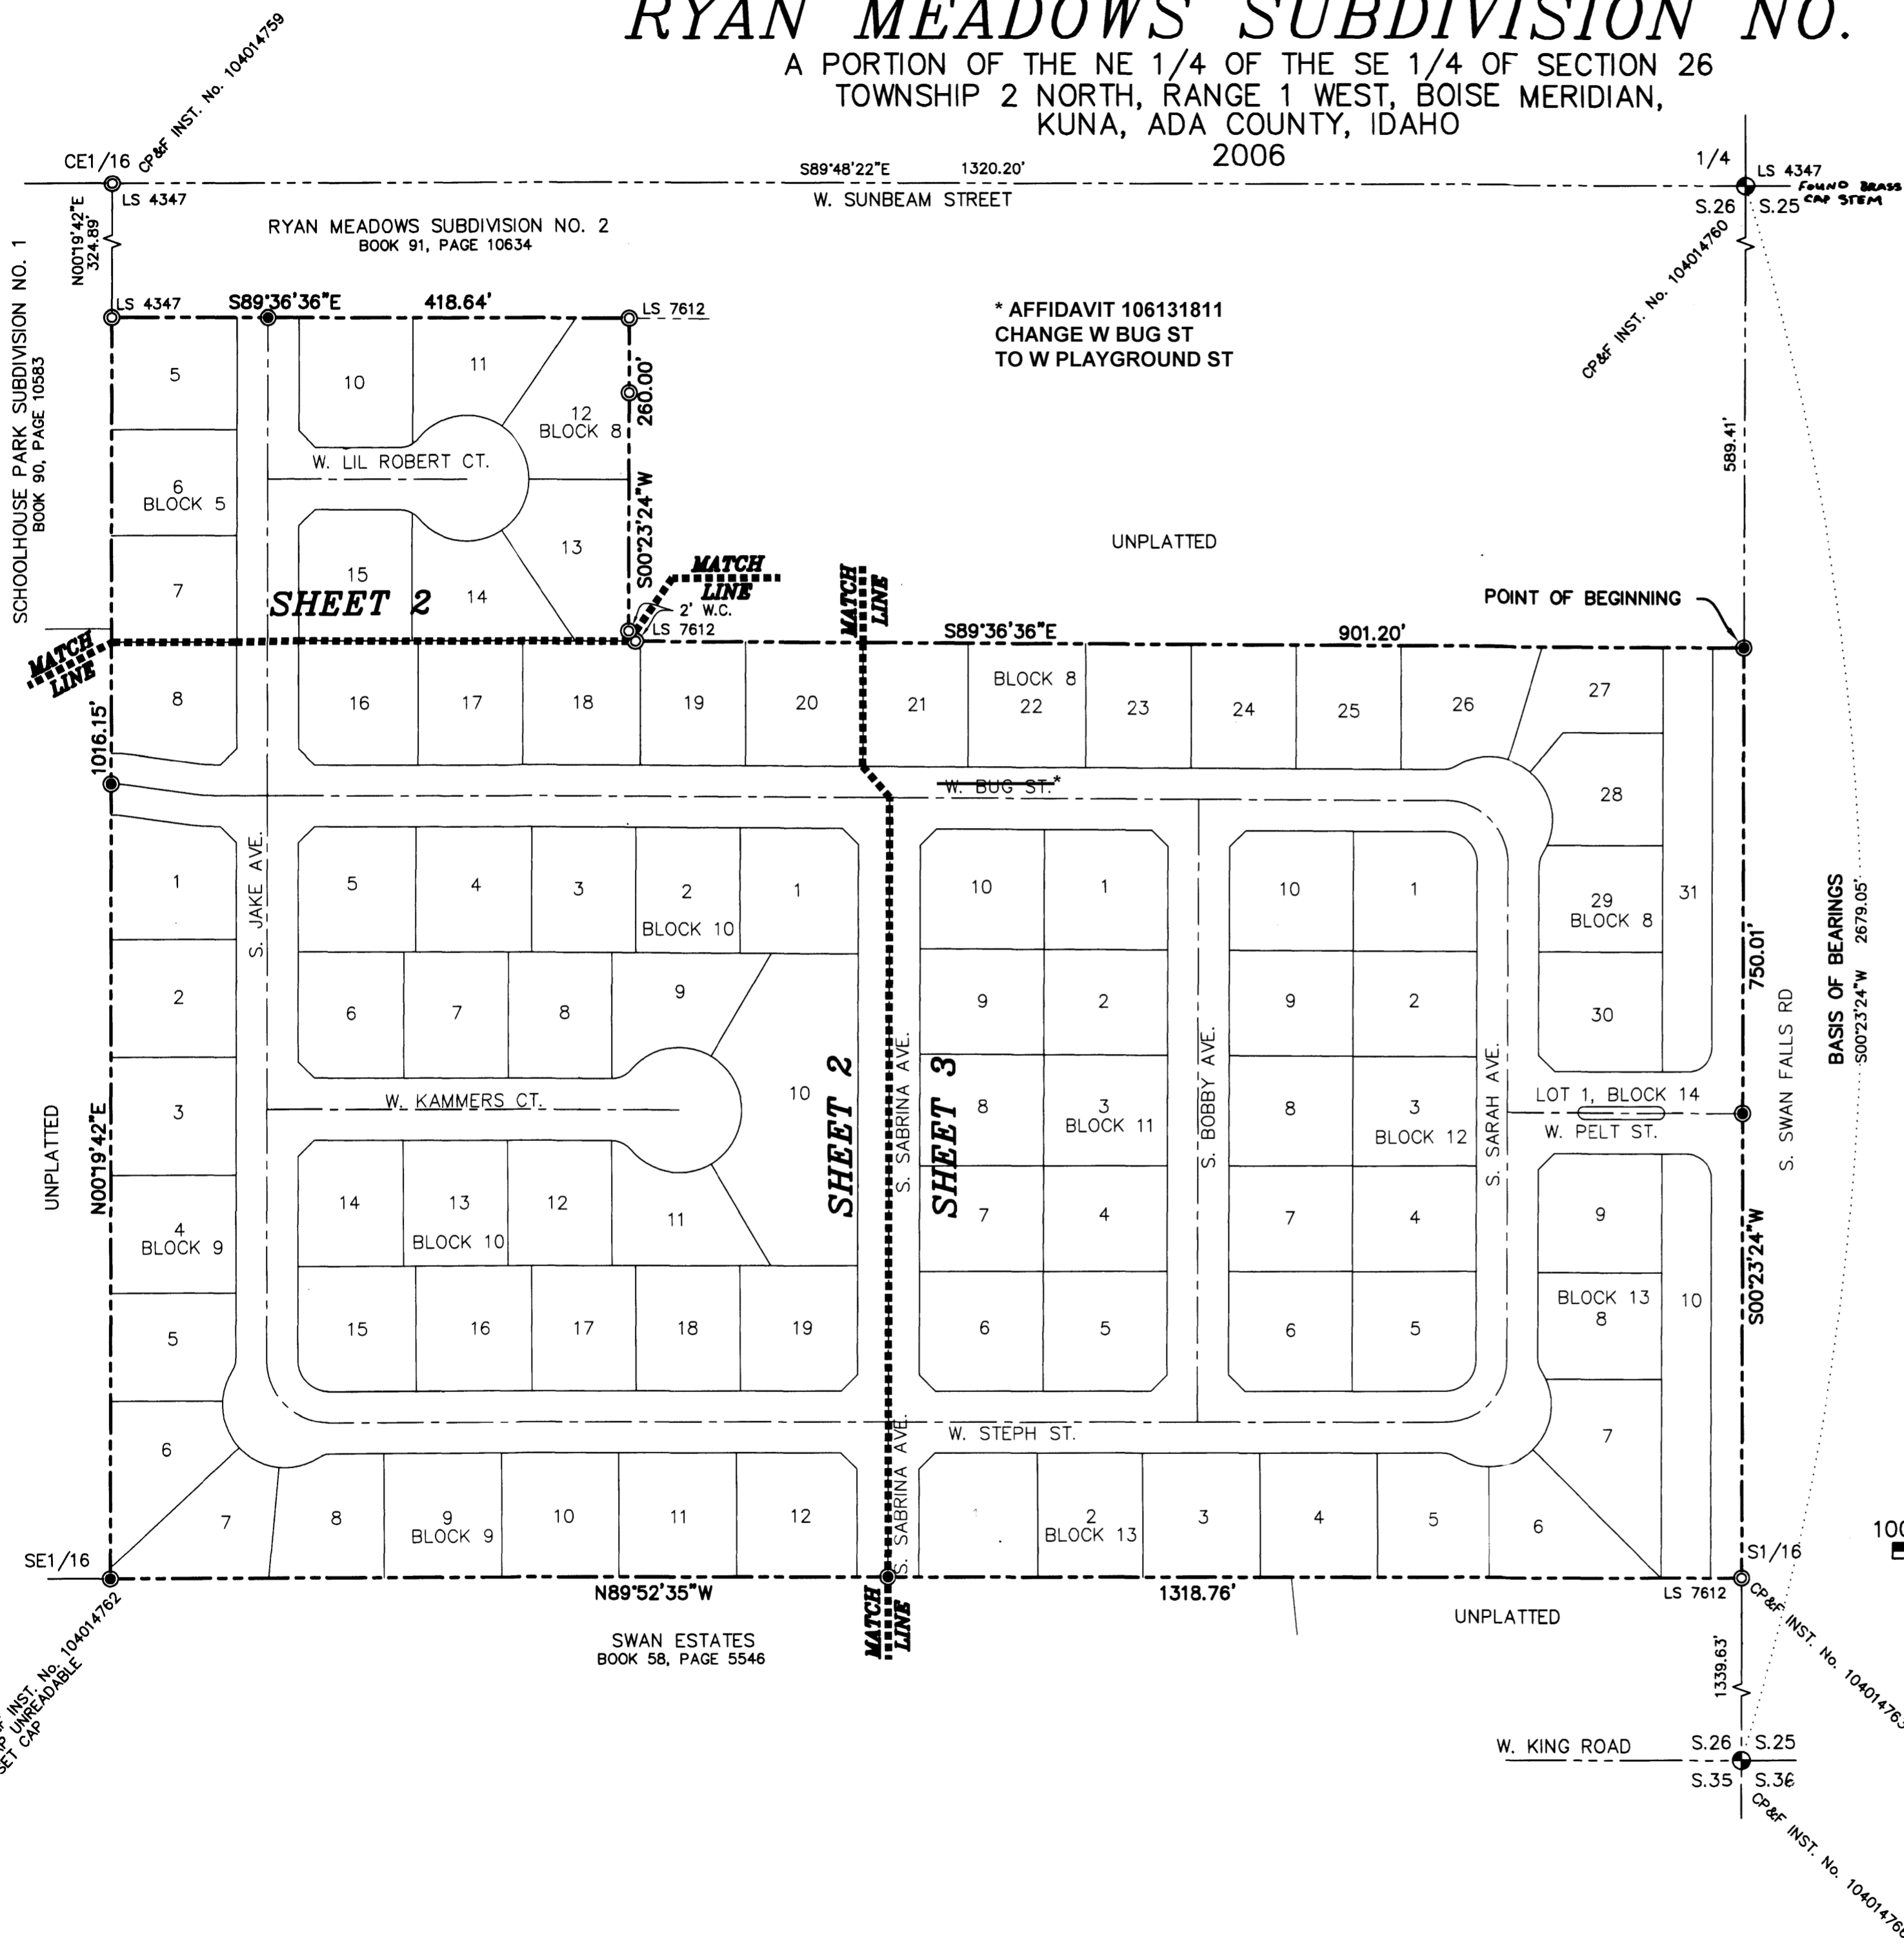 RYAN MEADOWS SUBDIVISION NO.
A PORTION OF THE NE 1/4 OF THE SE 1/4 OF SECTION 26
TOWNSHIP 2 NORTH, RANGE 1 WEST, BOISE MERIDIAN,
KUNA, ADA COUNTY, IDAHO
2006
CP&F INST. No. 104014759
CE1/16
LS 4347
S89°48'22"E 1320.20'
W. SUNBEAM STREET
1/4
LS 4347
FOUND BRASS
CAP STEM
S.26
S.25
CP&F INST. No. 104014760
N00°19'42"E
324.89'
RYAN MEADOWS SUBDIVISION NO. 2
BOOK 91, PAGE 10634
SCHOOLHOUSE PARK SUBDIVISION NO. 1
BOOK 90, PAGE 10583
LS 4347
S89°36'36"E 418.64'
LS 7612
* AFFIDAVIT 106131811
CHANGE W BUG ST
TO W PLAYGROUND ST
589.41'
5
10
11
12
BLOCK 8
260.00'
S00°23'24"W
6
BLOCK 5
W. LIL ROBERT CT.
7
15
14
13
SHEET 2
MATCH
LINE
2' W.C.
LS 7612
MATCH
LINE
UNPLATTED
POINT OF BEGINNING
S89°36'36"E 901.20'
MATCH
LINE
1016.15'
8
16
17
18
19
20
21
BLOCK 8
22
23
24
25
26
27
28
29
BLOCK 8
30
31
W. BUG ST.*
S. JAKE AVE.
1
2
3
4
BLOCK 9
5
6
7
8
9
BLOCK 9
10
11
12
UNPLATTED
N00°19'42"E
5
4
3
2
BLOCK 10
1
6
7
8
9
10
W. KAMMERS CT.
14
13
BLOCK 10
12
11
15
16
17
18
19
SHEET 2
S. SABRINA AVE.
SHEET 3
10
1
9
2
8
3
BLOCK 11
7
4
6
5
S. BOBBY AVE.
10
1
9
2
8
3
BLOCK 12
7
4
6
5
S. SARAH AVE.
LOT 1, BLOCK 14
W. PELT ST.
9
BLOCK 13
8
10
7
750.01'
S00°23'24"W
S. SWAN FALLS RD
BASIS OF BEARINGS
S00°23'24"W 2679.05'
W. STEPH ST.
S. SABRINA AVE.
1
2
BLOCK 13
3
4
5
6
SE1/16
N89°52'35"W
1318.76'
S1/16
LS 7612
100
MATCH
LINE
SWAN ESTATES
BOOK 58, PAGE 5546
UNPLATTED
INST. No. 104014762
UNREADABLE
SET CAP
CP&F INST. No.
1339.63'
W. KING ROAD
S.26
S.25
S.35
S.36
CP&F INST. No.